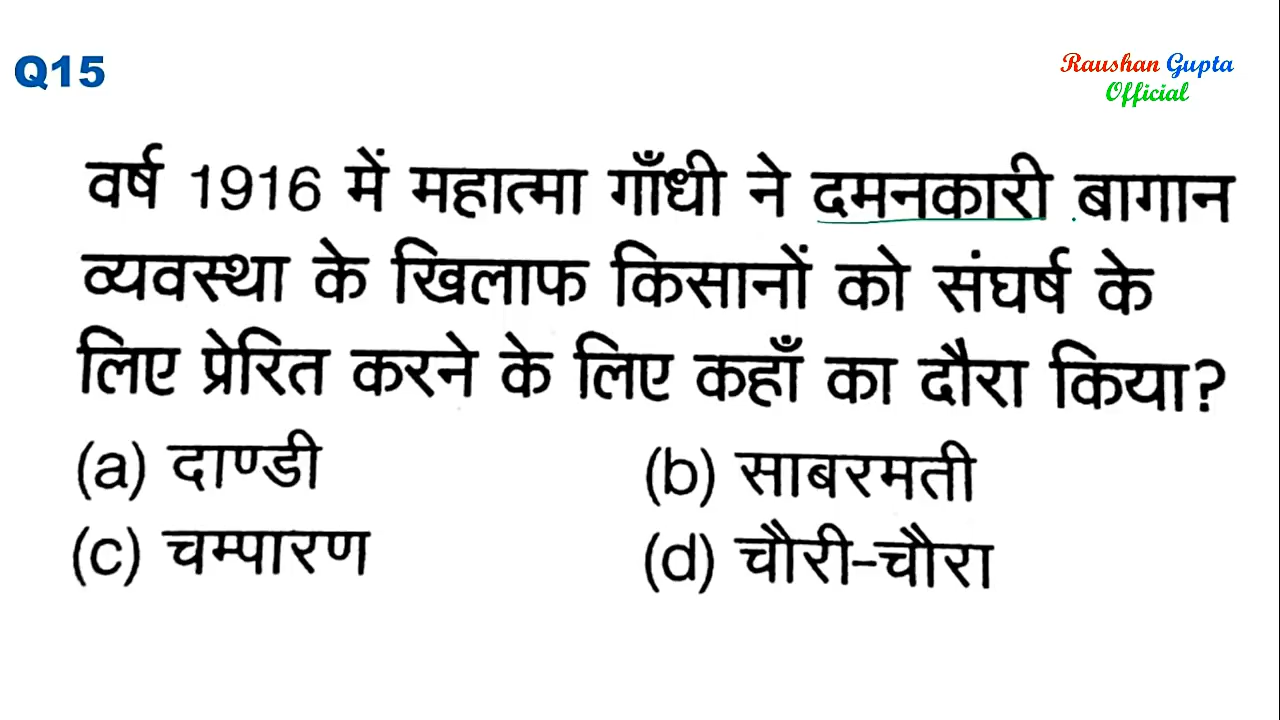 Q15
Raushan Gupta
Official
वर्ष 1916 में महात्मा गाँधी ने दमनकारी बागान
व्यवस्था के खिलाफ किसानों को संघर्ष के
लिए प्रेरित करने के लिए कहाँ का दौरा किया?
(a) दाण्डी (b) साबरमती
(c) चम्पारण (d) चौरी-चौरा